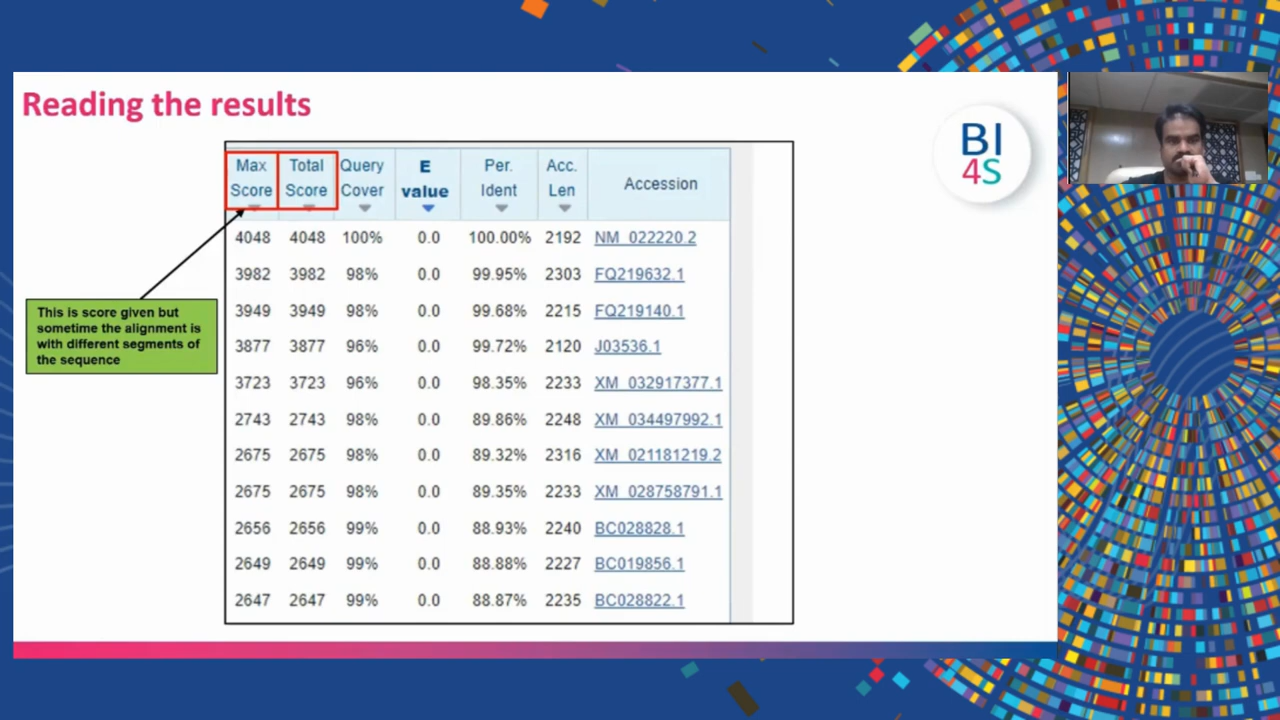 Reading the results
BI
4S
Max Score Total Score Query Cover E value Per. Ident Acc. Len Accession
4048 4048 100% 0.0 100.00% 2192 NM_022220.2
3982 3982 98% 0.0 99.95% 2303 FQ219632.1
3949 3949 98% 0.0 99.68% 2215 FQ219140.1
3877 3877 96% 0.0 99.72% 2120 J03536.1
3723 3723 96% 0.0 98.35% 2233 XM_032917377.1
2743 2743 98% 0.0 89.86% 2248 XM_034497992.1
2675 2675 98% 0.0 89.32% 2316 XM_021181219.2
2675 2675 98% 0.0 89.35% 2233 XM_028758791.1
2656 2656 99% 0.0 88.93% 2240 BC028828.1
2649 2649 99% 0.0 88.88% 2227 BC019856.1
2647 2647 99% 0.0 88.87% 2235 BC028822.1
This is score given but
sometime the alignment is
with different segments of
the sequence